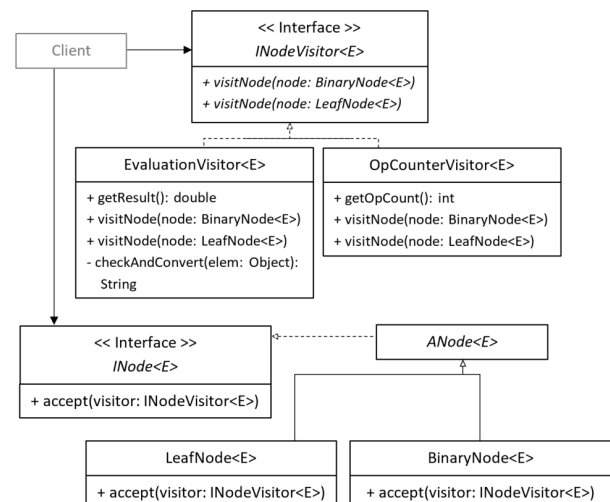 Client
<< Interface >>
INodeVisitor<E>
+ visitNode(node: BinaryNode<E>)
+ visitNode(node: LeafNode<E>)
EvaluationVisitor<E>
+ getResult(): double
+ visitNode(node: BinaryNode<E>)
+ visitNode(node: LeafNode<E>)
- checkAndConvert(elem: Object):
String
OpCounterVisitor<E>
+ getOpCount(): int
+ visitNode(node: BinaryNode<E>)
+ visitNode(node: LeafNode<E>)
<< Interface >>
INode<E>
+ accept(visitor: INodeVisitor<E>)
ANode<E>
LeafNode<E>
+ accept(visitor: INodeVisitor<E>)
BinaryNode<E>
+ accept(visitor: INodeVisitor<E>)